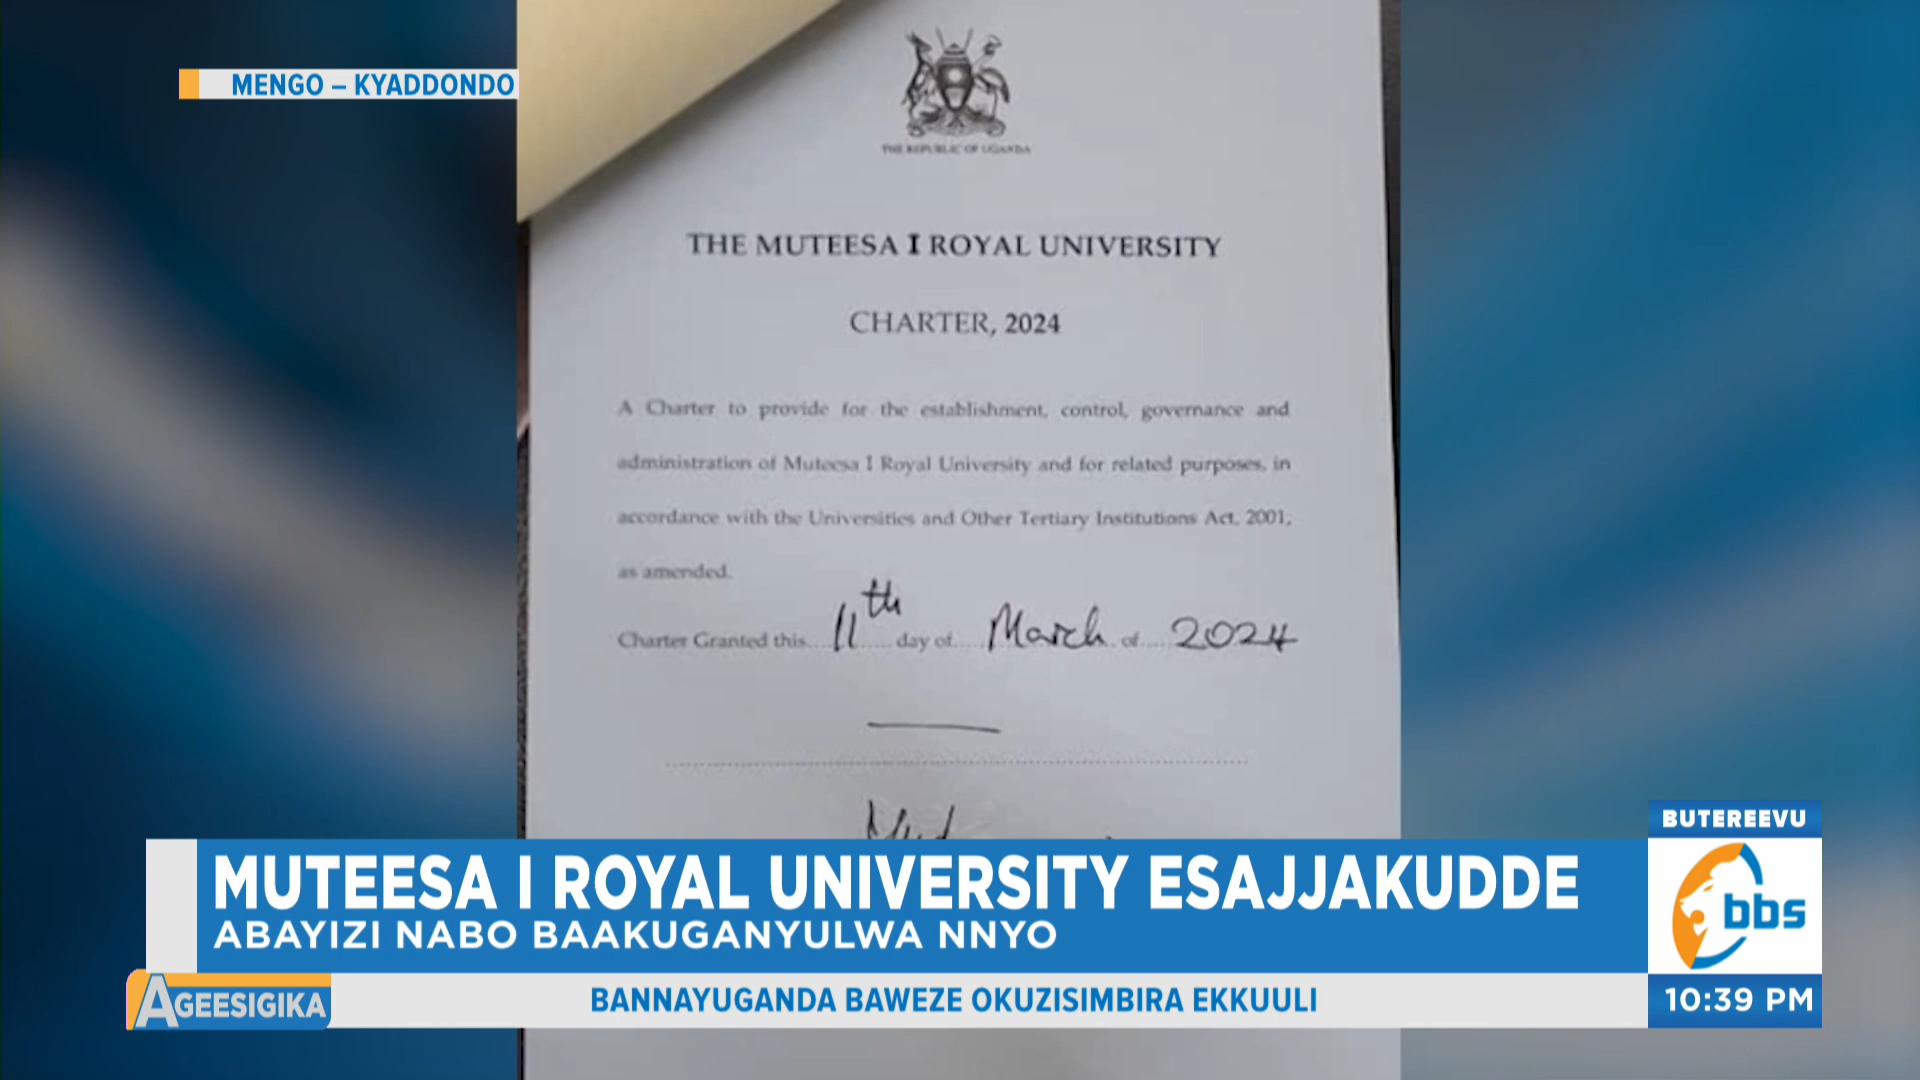 MENGO – KYADDONDO
THE REPUBLIC OF UGANDA
THE MUTEESA I ROYAL UNIVERSITY
CHARTER, 2024
A Charter to provide for the establishment, control, governance and
administration of Muteesa I Royal University and for related purposes, in
accordance with the Universities and Other Tertiary Institutions Act, 2001,
as amended.
Charter Granted this 11th day of March of 2024
BUTEREEVU
MUTEESA I ROYAL UNIVERSITY ESAJJAKUDDE
ABAYIZI NABO BAAKUGANYULWA NNYO
bbs
AGEESIGIKA
BANNAYUGANDA BAWEZE OKUZISIMBIRA EKKUULI
10:39 PM